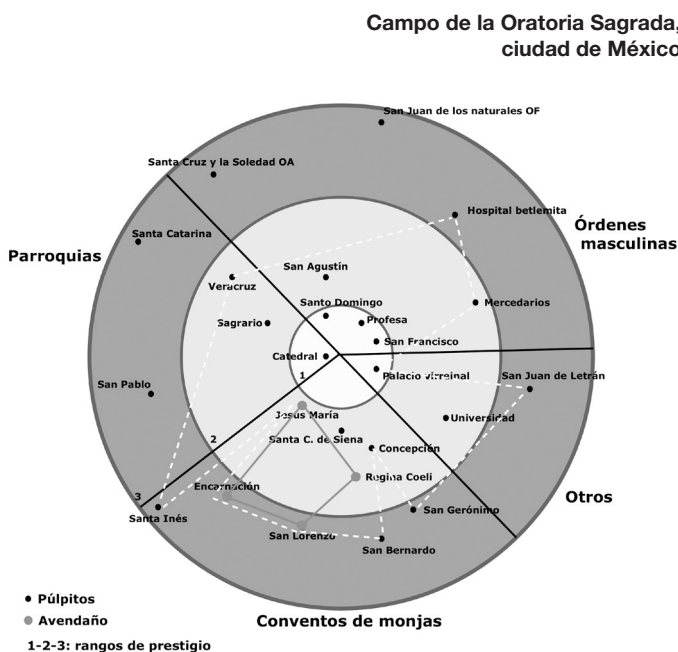 Campo de la Oratoria Sagrada,
ciudad de México
San Juan de los naturales OF
Santa Cruz y la Soledad OA
Hospital betlemita
Órdenes
masculinas
Santa Catarina
Parroquias
San Agustín
Veracruz
Santo Domingo
Mercedarios
Sagrario
Profesa
San Francisco
Catedral
1
Palacio virreinal
San Juan de Letrán
San Pablo
Jesús María
Universidad
2
Santa C. de Siena
Concepción
Encarnación
Regina Coeli
3
Santa Inés
Otros
San Gerónimo
San Lorenzo
San Bernardo
Púlpitos
Conventos de monjas
Avendaño
1-2-3: rangos de prestigio